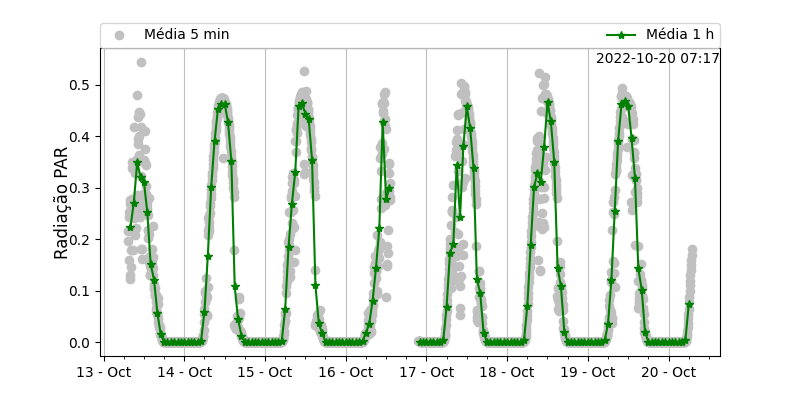 Média 5 min
Média 1 h
2022-10-20 07:17
Radiação PAR
0.5
0.4
0.3
0.2
0.1
0.0
13 - Oct
14 - Oct
15 - Oct
16 - Oct
17 - Oct
18 - Oct
19 - Oct
20 - Oct